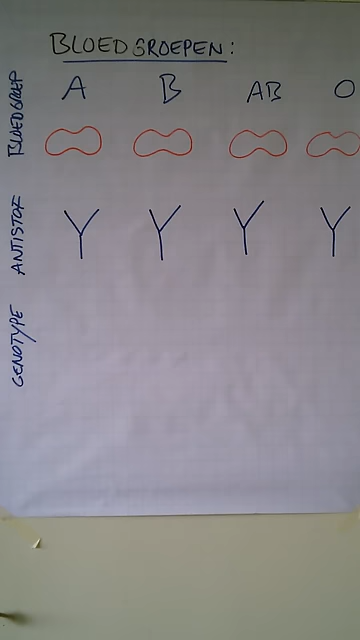 BLOEDGROEPEN:
A B AB O
BLOEDGROEP
ANTISTOF
GENOTYPE